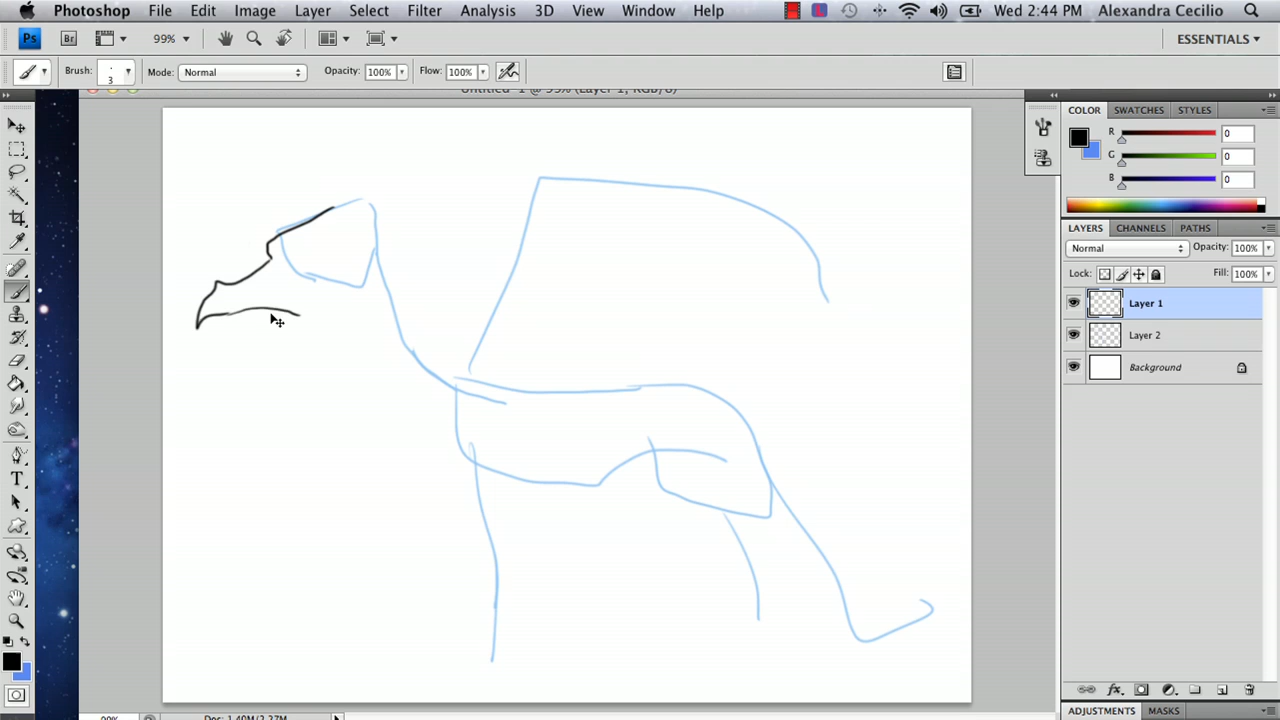 Photoshop File Edit Image Layer Select Filter Analysis 3D View Window Help Wed 2:44 PM Alexandra Cecilio
Ps Br 99% ESSENTIALS
Brush: 3 Mode: Normal Opacity: 100% Flow: 100%
COLOR SWATCHES STYLES
R 0
G 0
B 0
LAYERS CHANNELS PATHS
Normal Opacity: 100%
Lock: Fill: 100%
Layer 1
Layer 2
Background
fx
ADJUSTMENTS MASKS